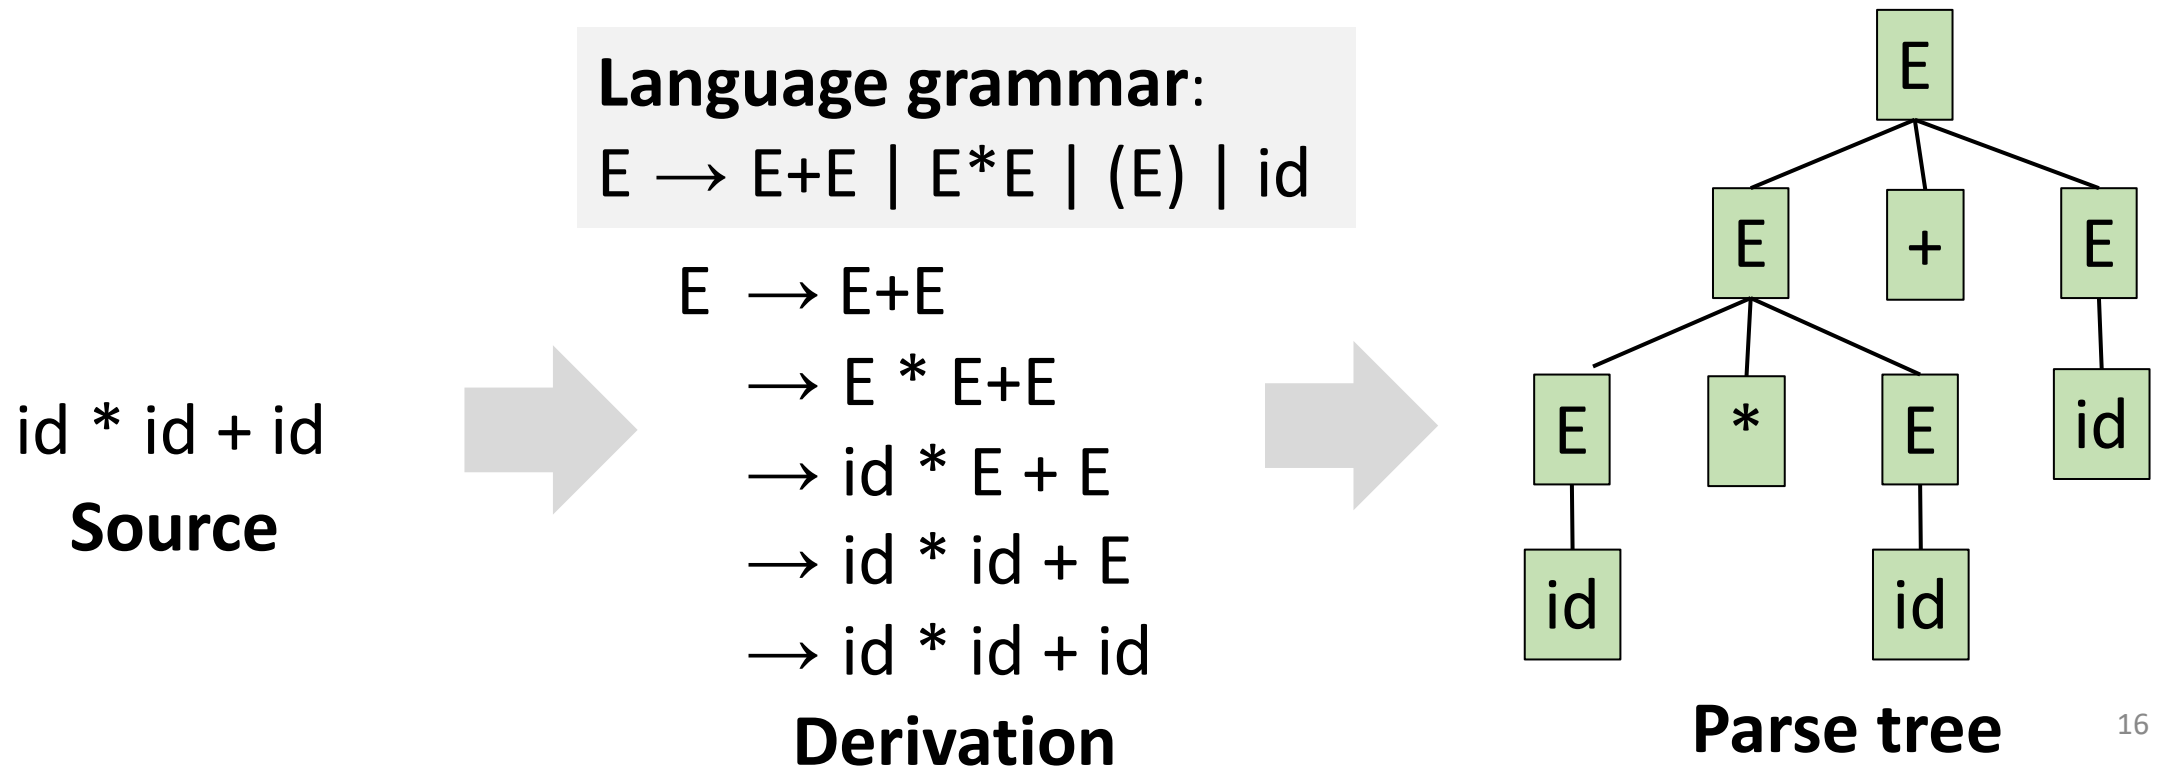 Language grammar:
E → E+E | E*E | (E) | id
id * id + id
Source
E → E+E
→ E * E+E
→ id * E + E
→ id * id + E
→ id * id + id
Derivation
E
E + E
E * E id
id id
Parse tree
16